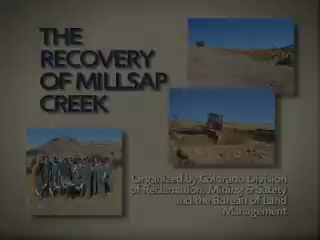 THE
RECOVERY
OF MILLSAP
CREEK
Organized by Colorado Division
of Reclamation, Mining & Safety
and the Bureau of Land
Management